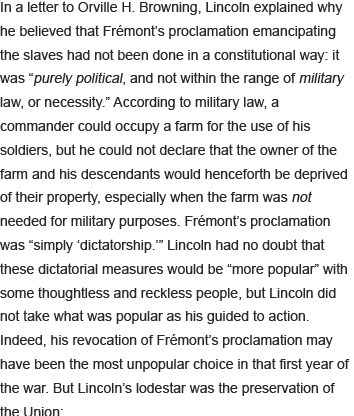 In a letter to Orville H. Browning, Lincoln explained why
he believed that Frémont’s proclamation emancipating
the slaves had not been done in a constitutional way: it
was “purely political, and not within the range of military
law, or necessity.” According to military law, a
commander could occupy a farm for the use of his
soldiers, but he could not declare that the owner of the
farm and his descendants would henceforth be deprived
of their property, especially when the farm was not
needed for military purposes. Frémont’s proclamation
was “simply ‘dictatorship.’” Lincoln had no doubt that
these dictatorial measures would be “more popular” with
some thoughtless and reckless people, but Lincoln did
not take what was popular as his guided to action.
Indeed, his revocation of Frémont’s proclamation may
have been the most unpopular choice in that first year of
the war. But Lincoln’s lodestar was the preservation of
the Union: